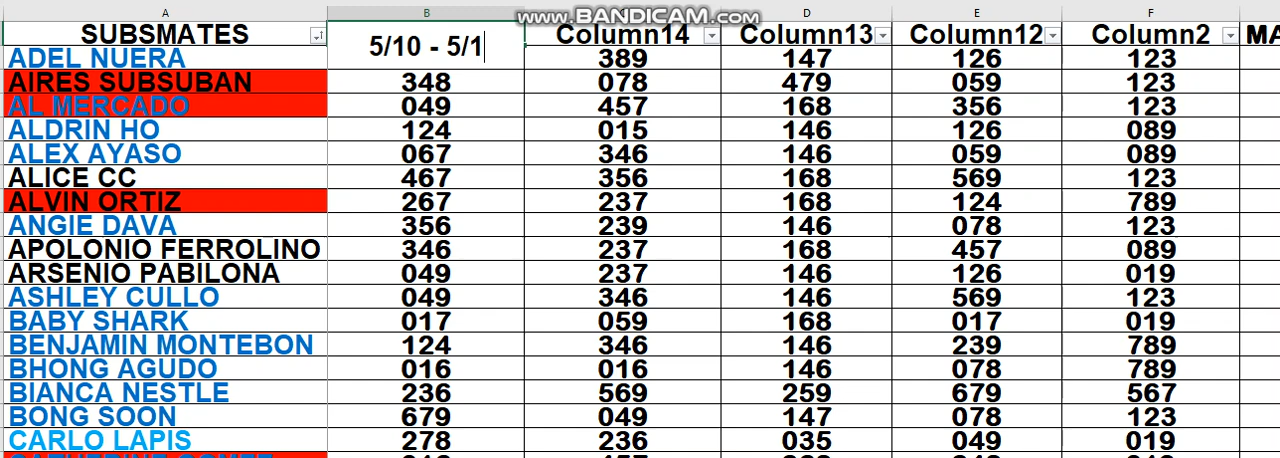 www.BANDICAM.com
A B D E F
SUBSMATES 5/10 - 5/1 Column14 Column13 Column12 Column2 MA
ADEL NUERA 389 147 126 123
AIRES SUBSUBAN 348 078 479 059 123
AL MERCADO 049 457 168 356 123
ALDRIN HO 124 015 146 126 089
ALEX AYASO 067 346 146 059 089
ALICE CC 467 356 168 569 123
ALVIN ORTIZ 267 237 168 124 789
ANGIE DAVA 356 239 146 078 123
APOLONIO FERROLINO 346 237 168 457 089
ARSENIO PABILONA 049 237 146 126 019
ASHLEY CULLO 049 346 146 569 123
BABY SHARK 017 059 168 017 019
BENJAMIN MONTEBON 124 346 146 239 789
BHONG AGUDO 016 016 146 078 789
BIANCA NESTLE 236 569 259 679 567
BONG SOON 679 049 147 078 123
CARLO LAPIS 278 236 035 049 019